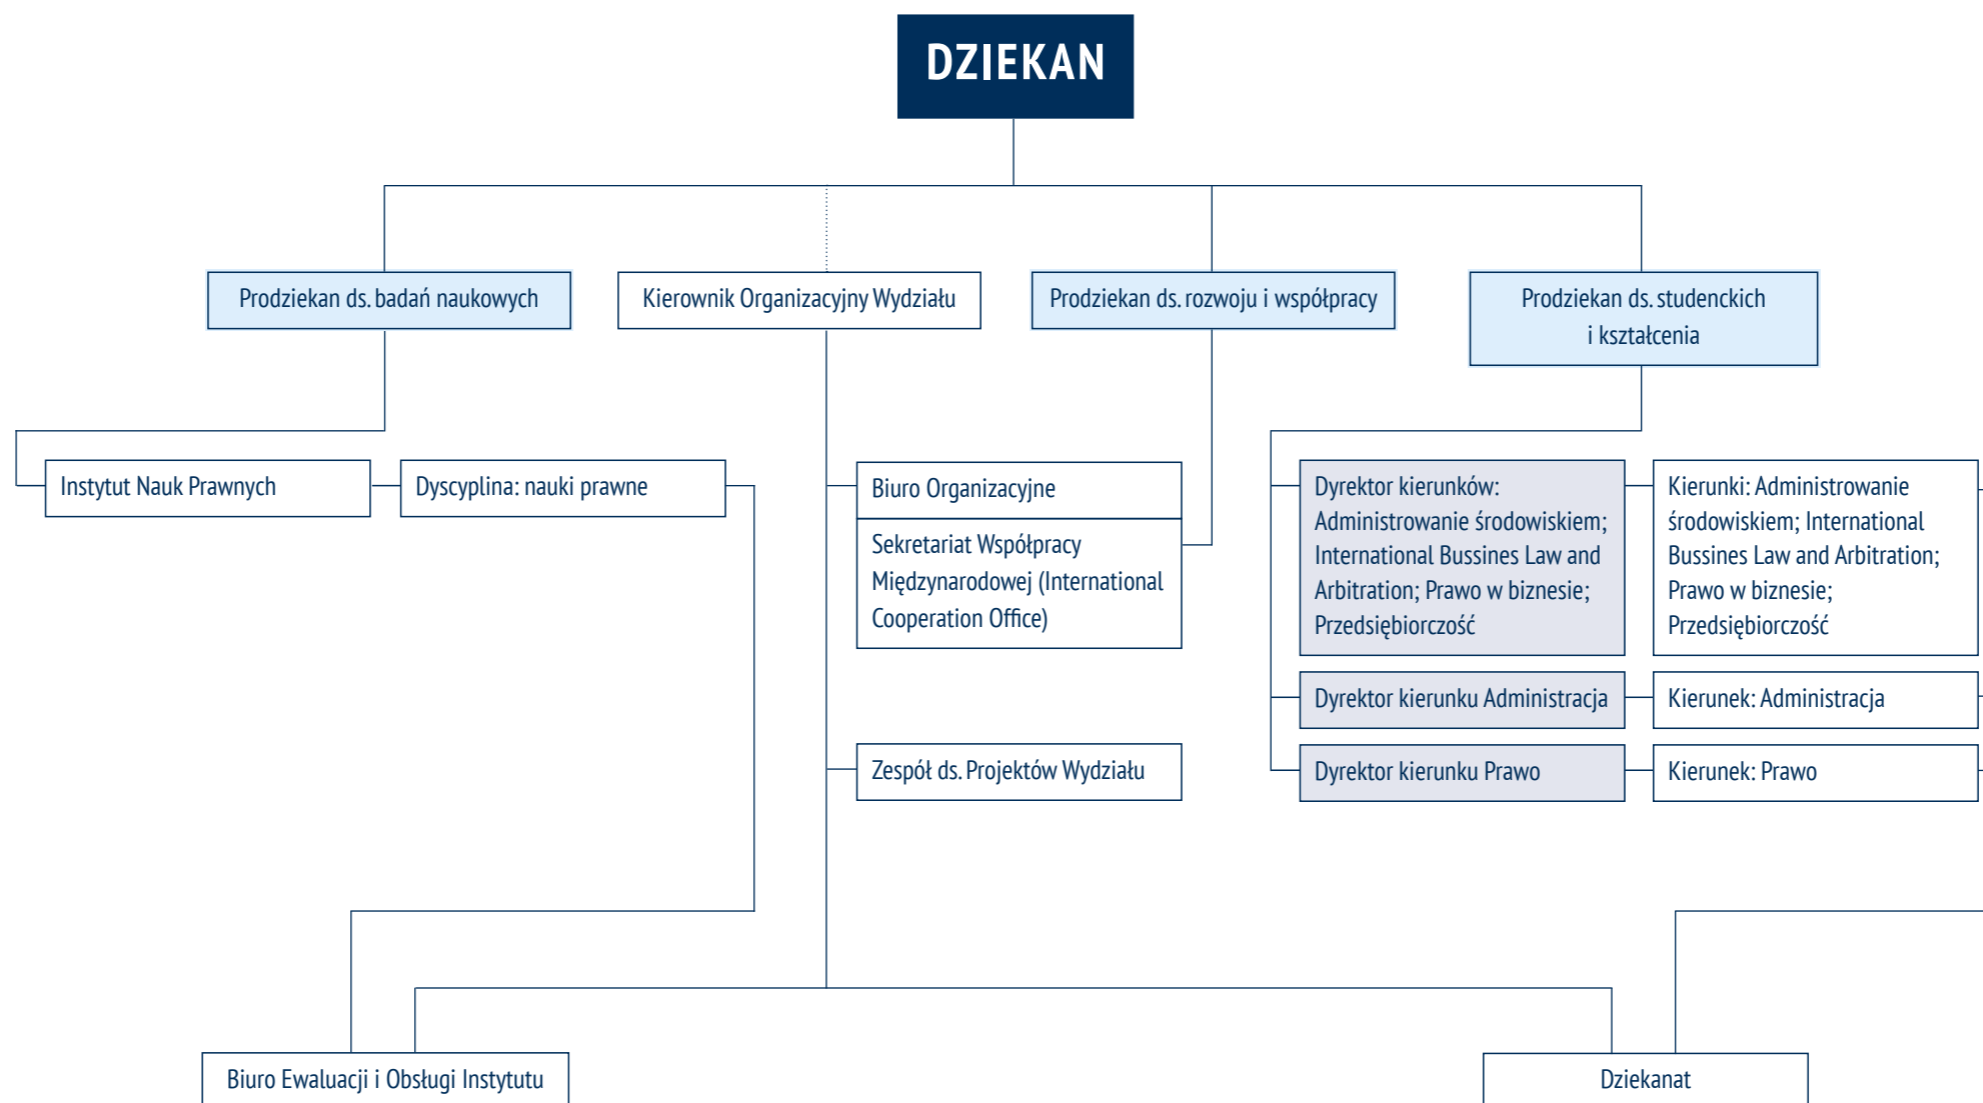 DZIEKAN
Prodziekan ds. badań naukowych
Kierownik Organizacyjny Wydziału
Prodziekan ds. rozwoju i współpracy
Prodziekan ds. studenckich
i kształcenia
Instytut Nauk Prawnych
Dyscyplina: nauki prawne
Biuro Organizacyjne
Sekretariat Współpracy
Międzynarodowej (International
Cooperation Office)
Zespół ds. Projektów Wydziału
Dyrektor kierunków:
Administrowanie środowiskiem;
International Bussines Law and
Arbitration; Prawo w biznesie;
Przedsiębiorczość
Kierunki: Administrowanie
środowiskiem; International
Bussines Law and Arbitration;
Prawo w biznesie;
Przedsiębiorczość
Dyrektor kierunku Administracja
Kierunek: Administracja
Dyrektor kierunku Prawo
Kierunek: Prawo
Biuro Ewaluacji i Obsługi Instytutu
Dziekanat